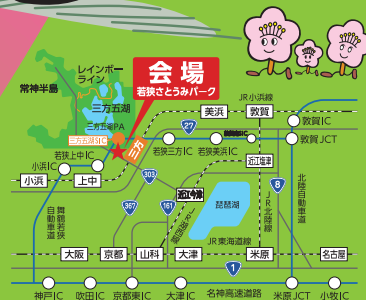 レインボー
ライン
会場
若狭さとうみパーク
常神半島
三方五湖
三方五湖PA
三方五湖SIC
三方
JR小浜線
美浜
敦賀
敦賀IC
27
敦賀JCT
若狭上中IC
若狭三方IC
若狭美浜IC
小浜IC
小浜
上中
近江塩津
303
8
近江今津
367
161
琵琶湖
JR湖西線
JR北陸線
北陸自動車道
舞鶴若狭
自動車道
JR東海道線
大阪
京都
山科
大津
米原
名古屋
1
神戸IC
吹田IC
京都東IC
大津IC
名神高速道路
米原JCT
小牧IC